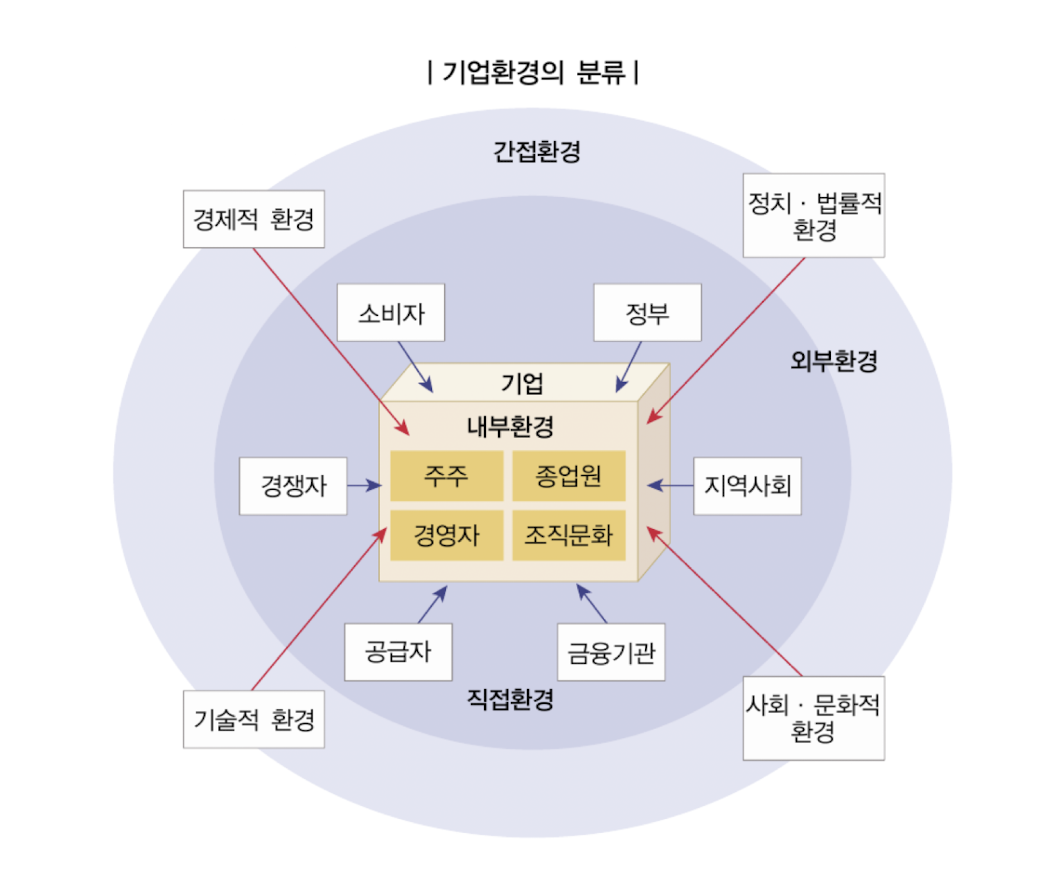 | 기업환경의 분류 |
간접환경
경제적 환경
정치 · 법률적
환경
소비자
정부
외부환경
기업
내부환경
주주
종업원
경쟁자
지역사회
경영자
조직문화
공급자
금융기관
직접환경
기술적 환경
사회 · 문화적
환경